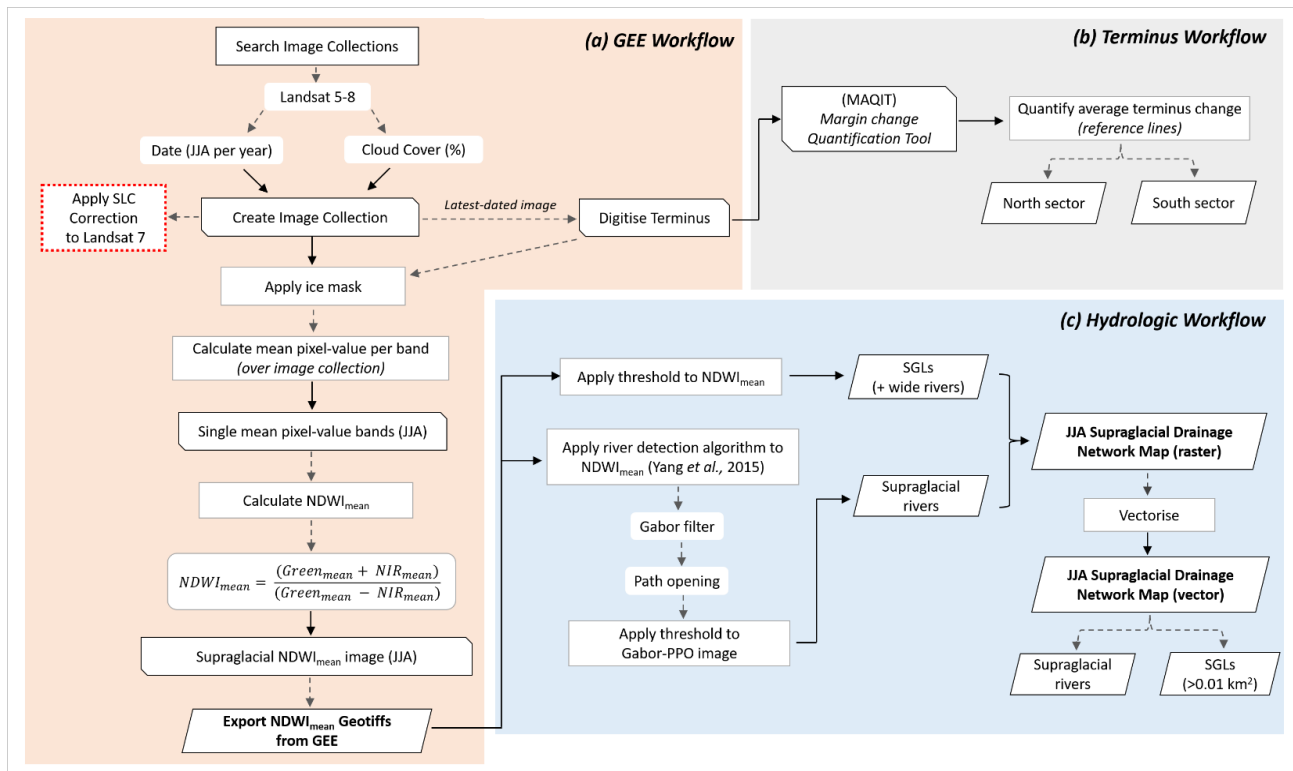 (a) GEE Workflow
Search Image Collections
Landsat 5-8
Date (JJA per year)
Cloud Cover (%)
Apply SLC
Correction
to Landsat 7
Create Image Collection
Latest-dated image
Digitise Terminus
Apply ice mask
Calculate mean pixel-value per band
(over image collection)
Single mean pixel-value bands (JJA)
Calculate NDWImean
NDWImean = (Greenmean + NIRmean)
(Greenmean − NIRmean)
Supraglacial NDWImean image (JJA)
Export NDWImean Geotiffs
from GEE
(b) Terminus Workflow
(MAQIT)
Margin change
Quantification Tool
Quantify average terminus change
(reference lines)
North sector
South sector
(c) Hydrologic Workflow
Apply threshold to NDWImean
SGLs
(+ wide rivers)
Apply river detection algorithm to
NDWImean (Yang et al., 2015)
Gabor filter
Path opening
Apply threshold to
Gabor-PPO image
Supraglacial
rivers
JJA Supraglacial Drainage
Network Map (raster)
Vectorise
JJA Supraglacial Drainage
Network Map (vector)
Supraglacial
rivers
SGLs
(>0.01 km²)